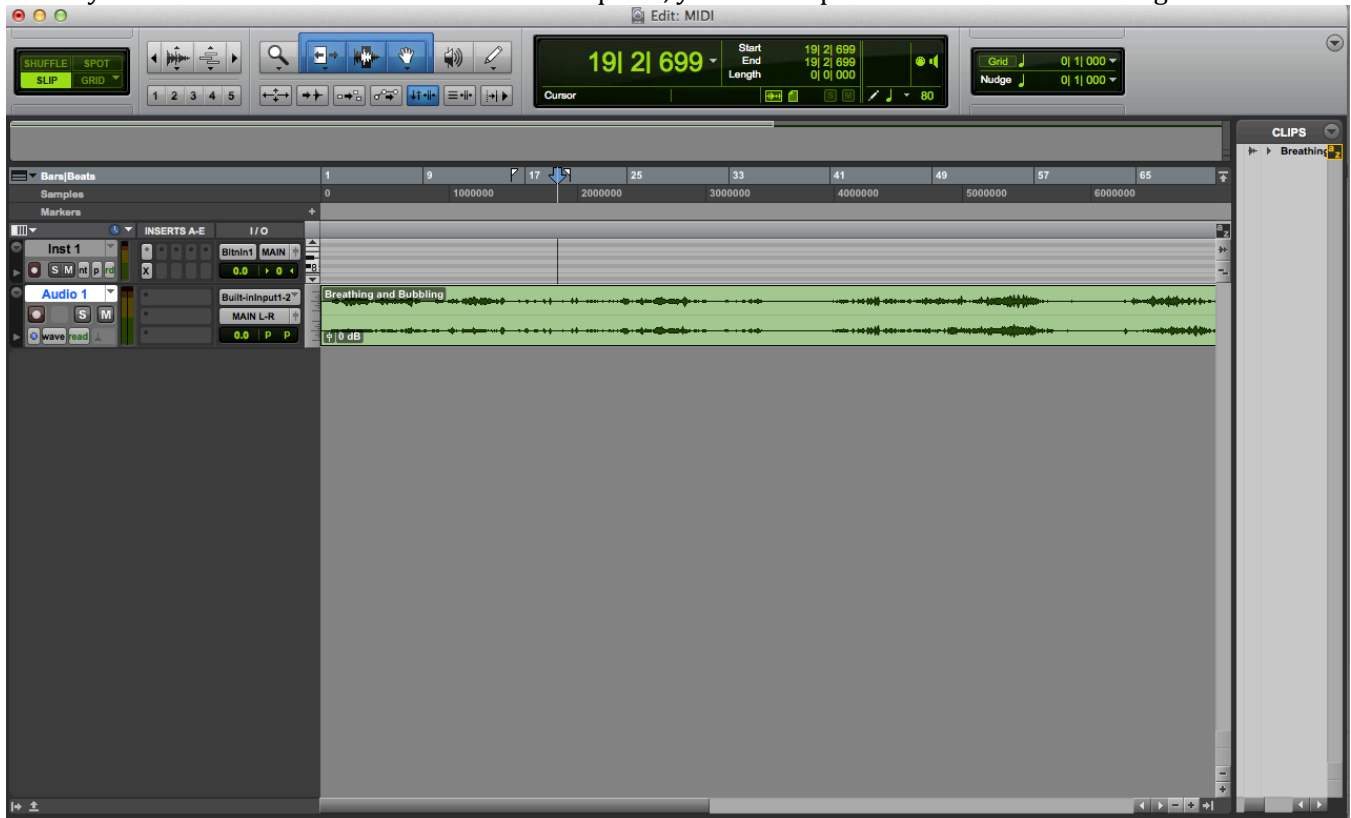 Edit: MIDI
SHUFFLE SPOT
SLIP GRID
1 2 3 4 5
19| 2| 699
Start 19| 2| 699
End 19| 2| 699
Length 0| 0| 000
Cursor
S M
80
Grid 0| 1| 000
Nudge 0| 1| 000
CLIPS
Breathing
Bars|Beats 1 9 17 25 33 41 49 57 65
Samples 0 1000000 2000000 3000000 4000000 5000000 6000000
Markers
INSERTS A-E I / O
Inst 1 BltnIn1 MAIN
S M nt p rd X 0.0 0 8
Audio 1 Built-inInput1-2 Breathing and Bubbling
S M MAIN L-R
wave read 0.0 P P 0 dB